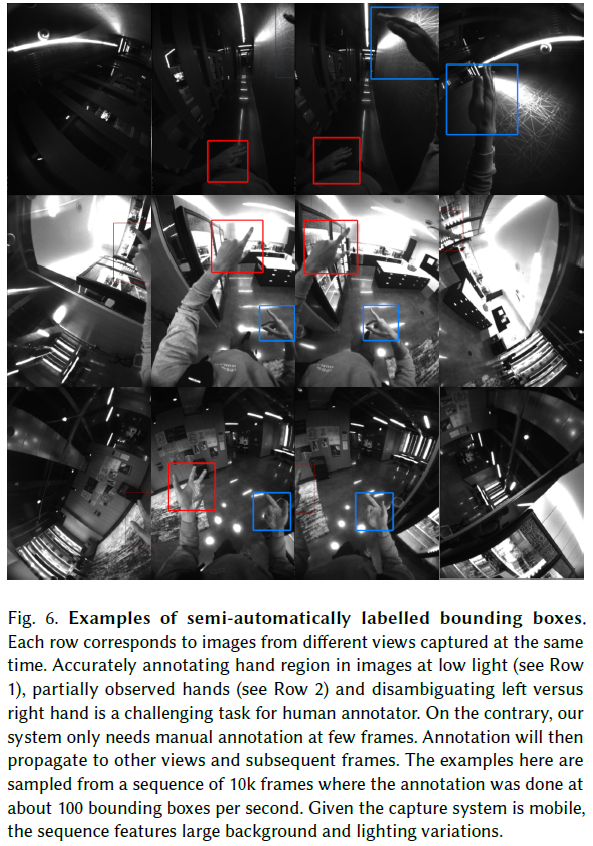 Fig. 6. Examples of semi-automatically labelled bounding boxes.
Each row corresponds to images from different views captured at the same
time. Accurately annotating hand region in images at low light (see Row
1), partially observed hands (see Row 2) and disambiguating left versus
right hand is a challenging task for human annotator. On the contrary, our
system only needs manual annotation at few frames. Annotation will then
propagate to other views and subsequent frames. The examples here are
sampled from a sequence of 10k frames where the annotation was done at
about 100 bounding boxes per second. Given the capture system is mobile,
the sequence features large background and lighting variations.